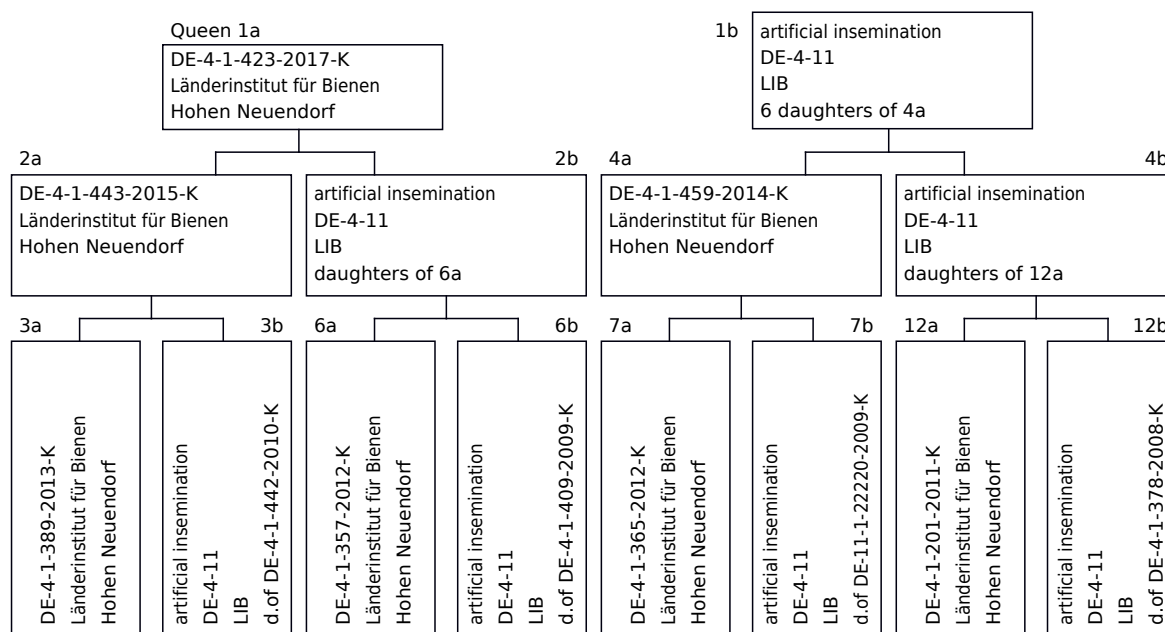 Queen 1a
DE-4-1-423-2017-K
Länderinstitut für Bienen
Hohen Neuendorf
1b
artificial insemination
DE-4-11
LIB
6 daughters of 4a
2a
DE-4-1-443-2015-K
Länderinstitut für Bienen
Hohen Neuendorf
2b
artificial insemination
DE-4-11
LIB
daughters of 6a
4a
DE-4-1-459-2014-K
Länderinstitut für Bienen
Hohen Neuendorf
4b
artificial insemination
DE-4-11
LIB
daughters of 12a
3a
DE-4-1-389-2013-K
Länderinstitut für Bienen
Hohen Neuendorf
3b
artificial insemination
DE-4-11
LIB
d.of DE-4-1-442-2010-K
6a
DE-4-1-357-2012-K
Länderinstitut für Bienen
Hohen Neuendorf
6b
artificial insemination
DE-4-11
LIB
d.of DE-4-1-409-2009-K
7a
DE-4-1-365-2012-K
Länderinstitut für Bienen
Hohen Neuendorf
7b
artificial insemination
DE-4-11
LIB
d.of DE-11-1-22220-2009-K
12a
DE-4-1-201-2011-K
Länderinstitut für Bienen
Hohen Neuendorf
12b
artificial insemination
DE-4-11
LIB
d.of DE-4-1-378-2008-K